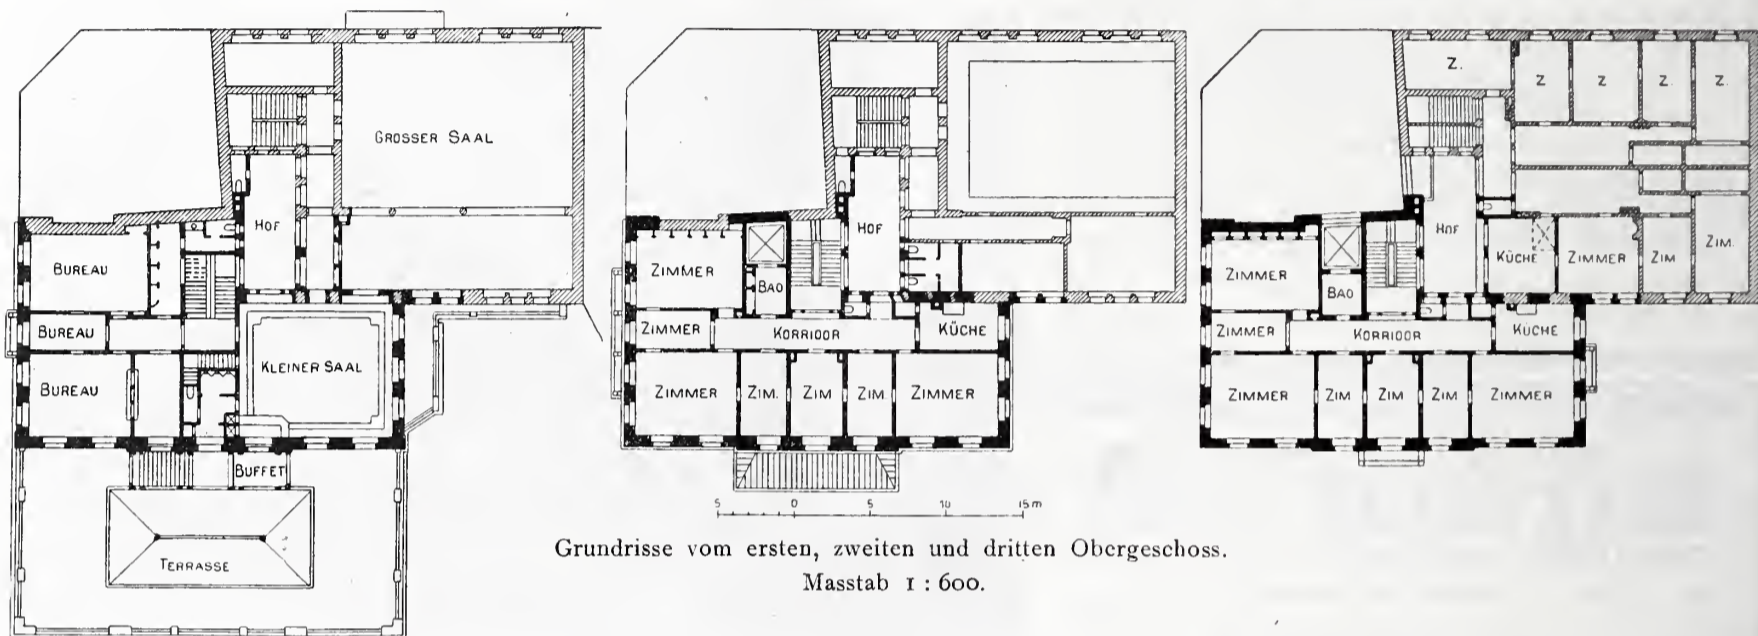 GROSSER SAAL
HOF
BUREAU
BUREAU
BUREAU
KLEINER SAAL
BUFFET
TERRASSE
HOF
ZIMMER
BAD
ZIMMER
KORRIDOR
KÜCHE
ZIMMER
ZIM.
ZIM
ZIM.
ZIMMER
5 0 5 10 15 m
Z.
Z
Z
Z
Z.
HOF
ZIMMER
BAD
KÜCHE
ZIMMER
ZIM
ZIM.
ZIMMER
KORRIDOR
KÜCHE
ZIMMER
ZIM
ZIM
ZIM
ZIMMER
Grundrisse vom ersten, zweiten und dritten Obergeschoss.
Masstab 1 : 600.